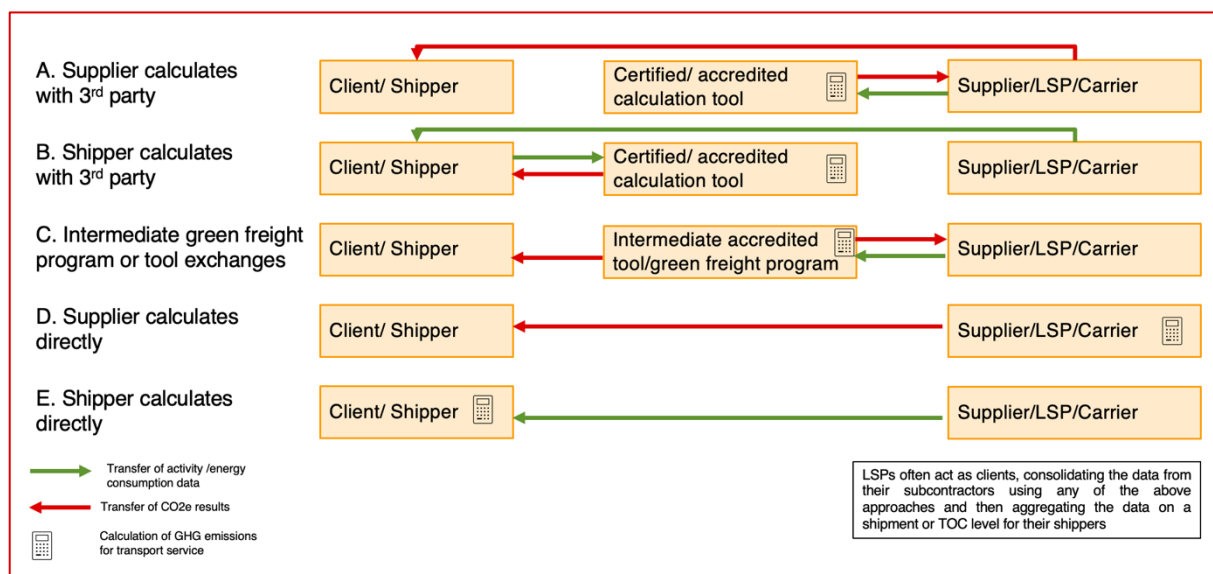 A. Supplier calculates
with 3rd party
Client/ Shipper
Certified/ accredited
calculation tool
Supplier/LSP/Carrier
B. Shipper calculates
with 3rd party
Client/ Shipper
Certified/ accredited
calculation tool
Supplier/LSP/Carrier
C. Intermediate green freight
program or tool exchanges
Client/ Shipper
Intermediate accredited
tool/green freight program
Supplier/LSP/Carrier
D. Supplier calculates
directly
Client/ Shipper
Supplier/LSP/Carrier
E. Shipper calculates
directly
Client/ Shipper
Supplier/LSP/Carrier
Transfer of activity /energy
consumption data
Transfer of CO2e results
Calculation of GHG emissions
for transport service
LSPs often act as clients, consolidating the data from
their subcontractors using any of the above
approaches and then aggregating the data on a
shipment or TOC level for their shippers